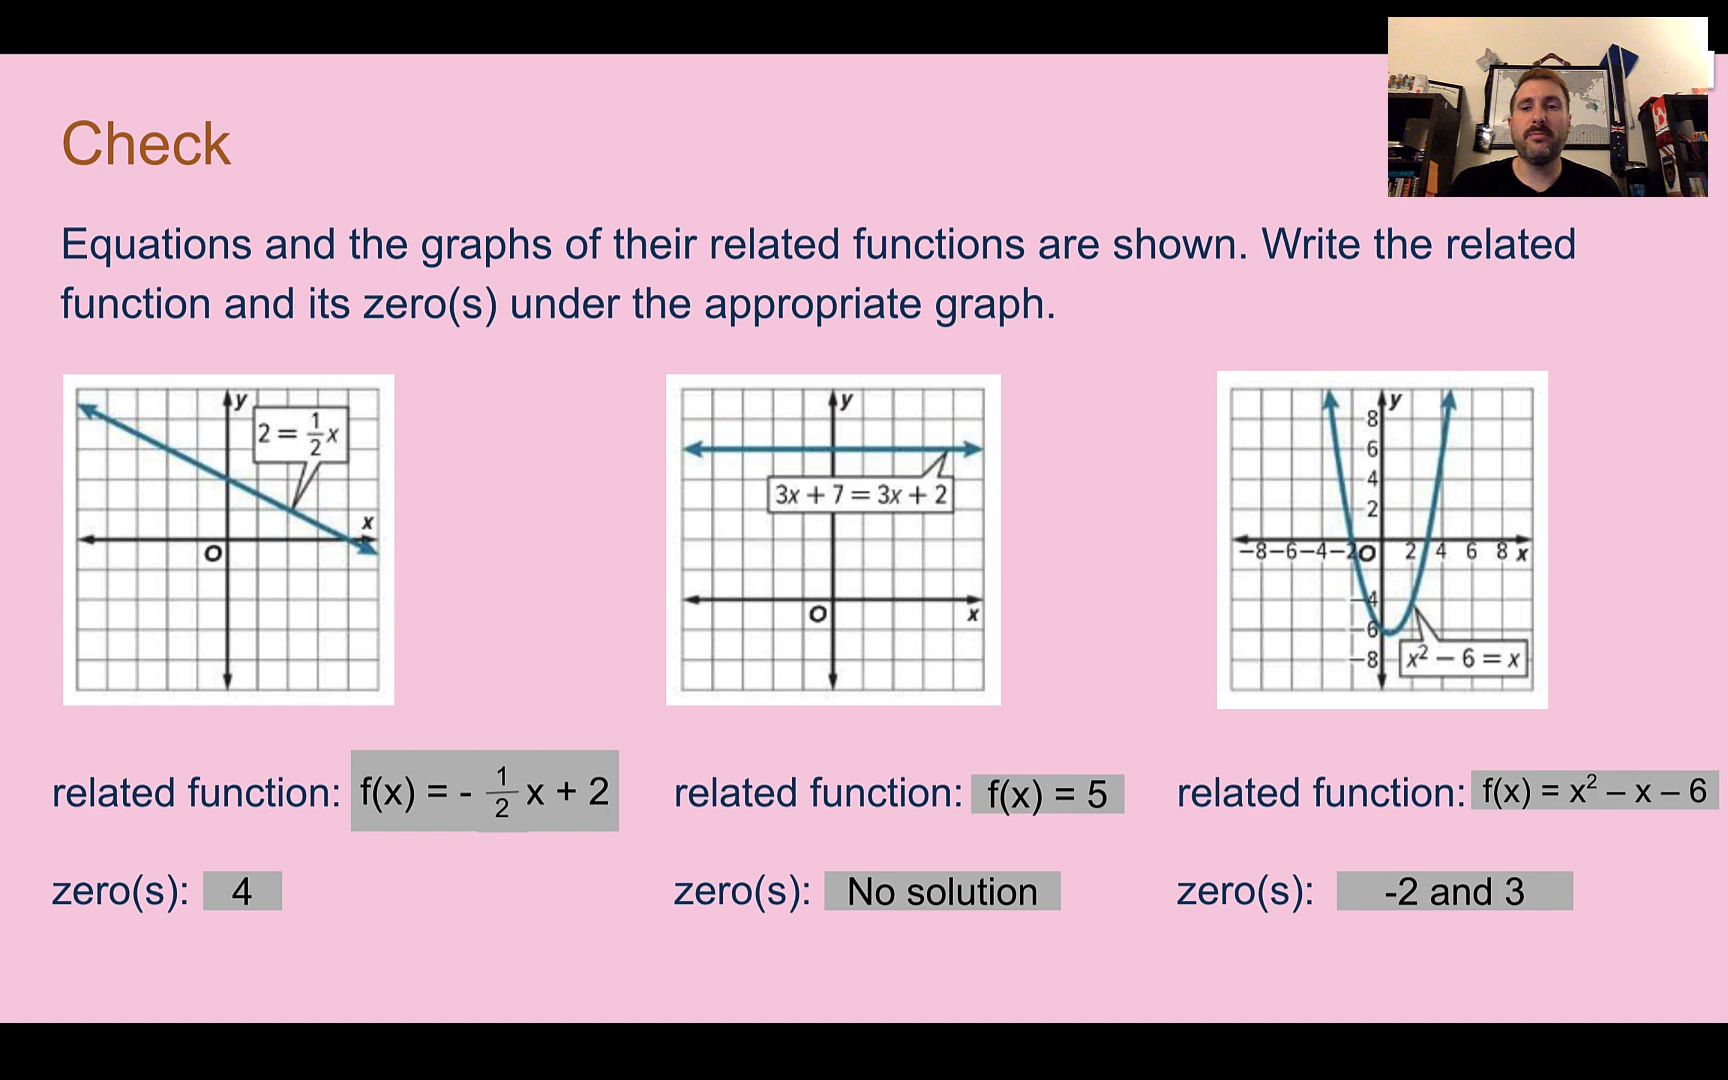 Check
Equations and the graphs of their related functions are shown. Write the related
function and its zero(s) under the appropriate graph.
y
2 = 1/2 x
x
O
y
3x + 7 = 3x + 2
O
x
y
8
6
4
2
−8−6−4−2O 2 4 6 8 x
−4
−6
−8
x² − 6 = x
related function: f(x) = - 1/2 x + 2
zero(s): 4
related function: f(x) = 5
zero(s): No solution
related function: f(x) = x² – x – 6
zero(s): -2 and 3